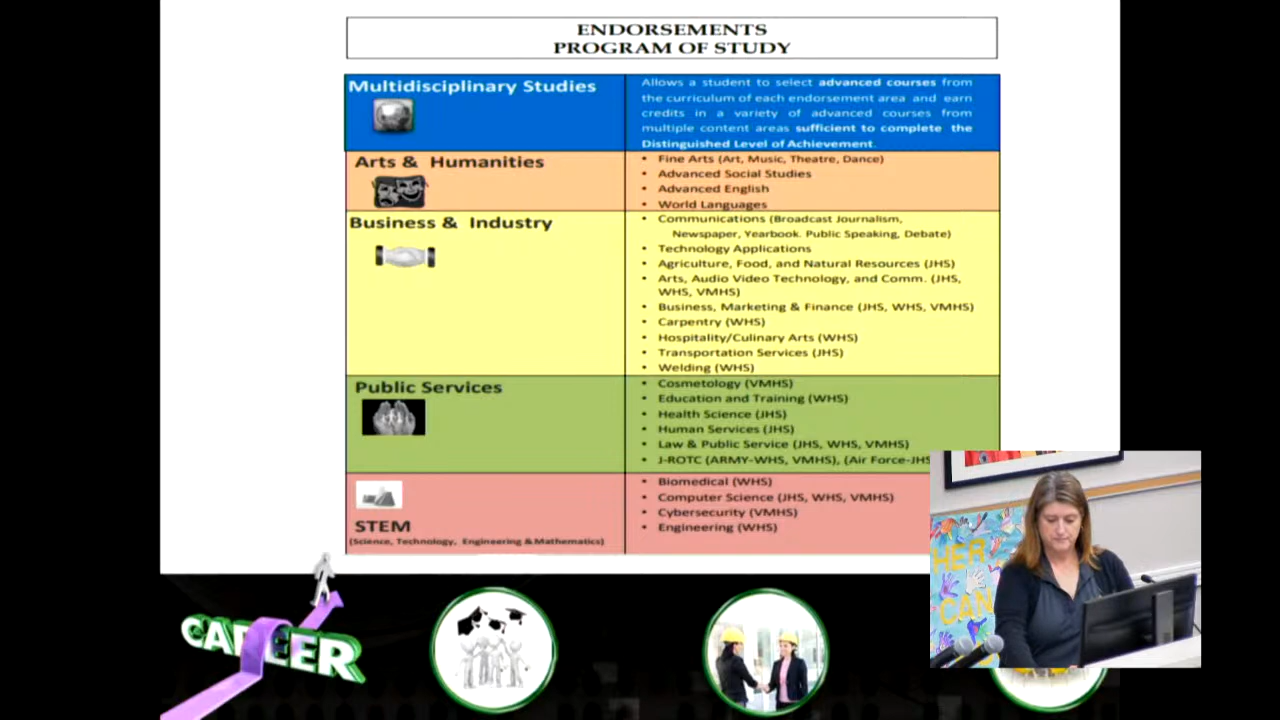 ENDORSEMENTS
PROGRAM OF STUDY
Multidisciplinary Studies
Allows a student to select advanced courses from
the curriculum of each endorsement area and earn
credits in a variety of advanced courses from
multiple content areas sufficient to complete the
Distinguished Level of Achievement.
Arts & Humanities
• Fine Arts (Art, Music, Theatre, Dance)
• Advanced Social Studies
• Advanced English
• World Languages
Business & Industry
• Communications (Broadcast Journalism,
Newspaper, Yearbook. Public Speaking, Debate)
• Technology Applications
• Agriculture, Food, and Natural Resources (JHS)
• Arts, Audio Video Technology, and Comm. (JHS,
WHS, VMHS)
• Business, Marketing & Finance (JHS, WHS, VMHS)
• Carpentry (WHS)
• Hospitality/Culinary Arts (WHS)
• Transportation Services (JHS)
• Welding (WHS)
Public Services
• Cosmetology (VMHS)
• Education and Training (WHS)
• Health Science (JHS)
• Human Services (JHS)
• Law & Public Service (JHS, WHS, VMHS)
• J-ROTC (ARMY-WHS, VMHS), (Air Force-JHS
STEM
(Science, Technology, Engineering & Mathematics)
• Biomedical (WHS)
• Computer Science (JHS, WHS, VMHS)
• Cybersecurity (VMHS)
• Engineering (WHS)
HER
CAN
CAREER